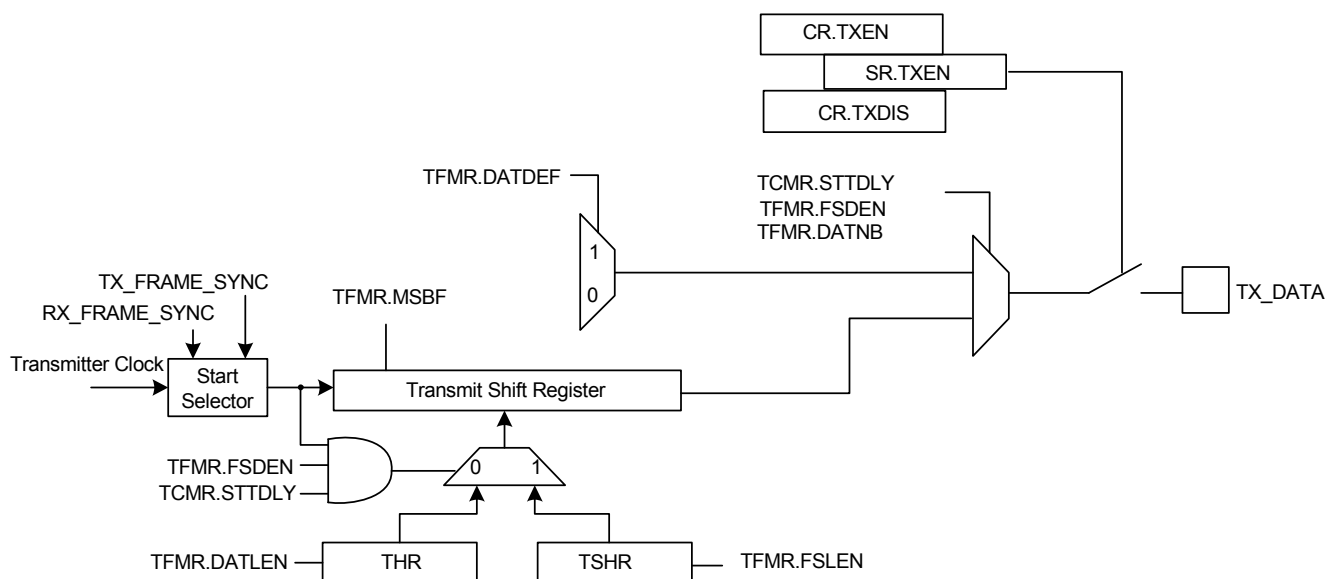 CR.TXEN
SR.TXEN
CR.TXDIS
TFMR.DATDEF
TCMR.STTDLY
TFMR.FSDEN
TFMR.DATNB
1
0
TX_FRAME_SYNC
RX_FRAME_SYNC
TFMR.MSBF
TX_DATA
Transmitter Clock
Start
Selector
Transmit Shift Register
TFMR.FSDEN
TCMR.STTDLY
0 1
TFMR.DATLEN
THR
TSHR
TFMR.FSLEN